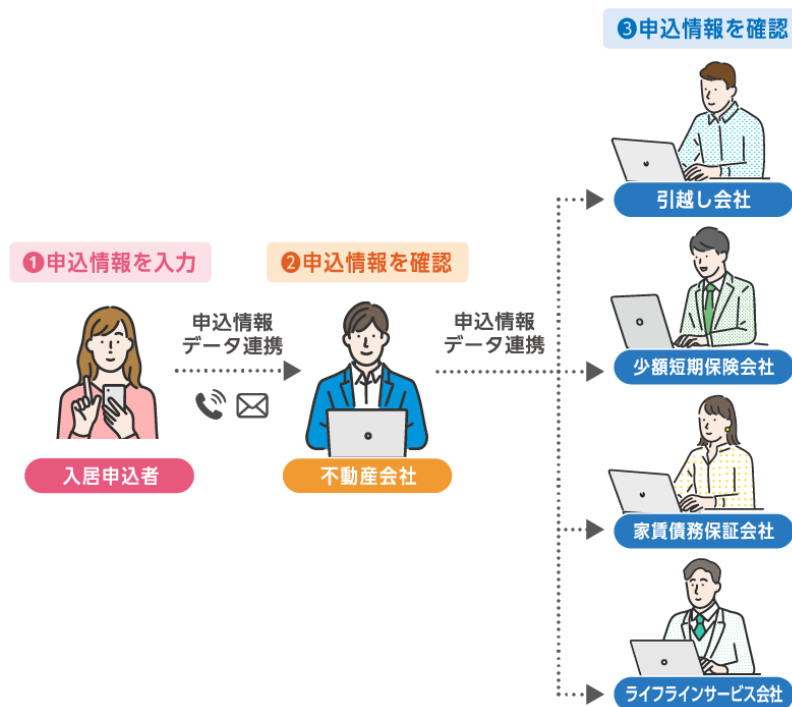 ❸申込情報を確認
引越し会社
❶申込情報を入力
❷申込情報を確認
申込情報
データ連携
申込情報
データ連携
少額短期保険会社
入居申込者
不動産会社
家賃債務保証会社
ライフラインサービス会社